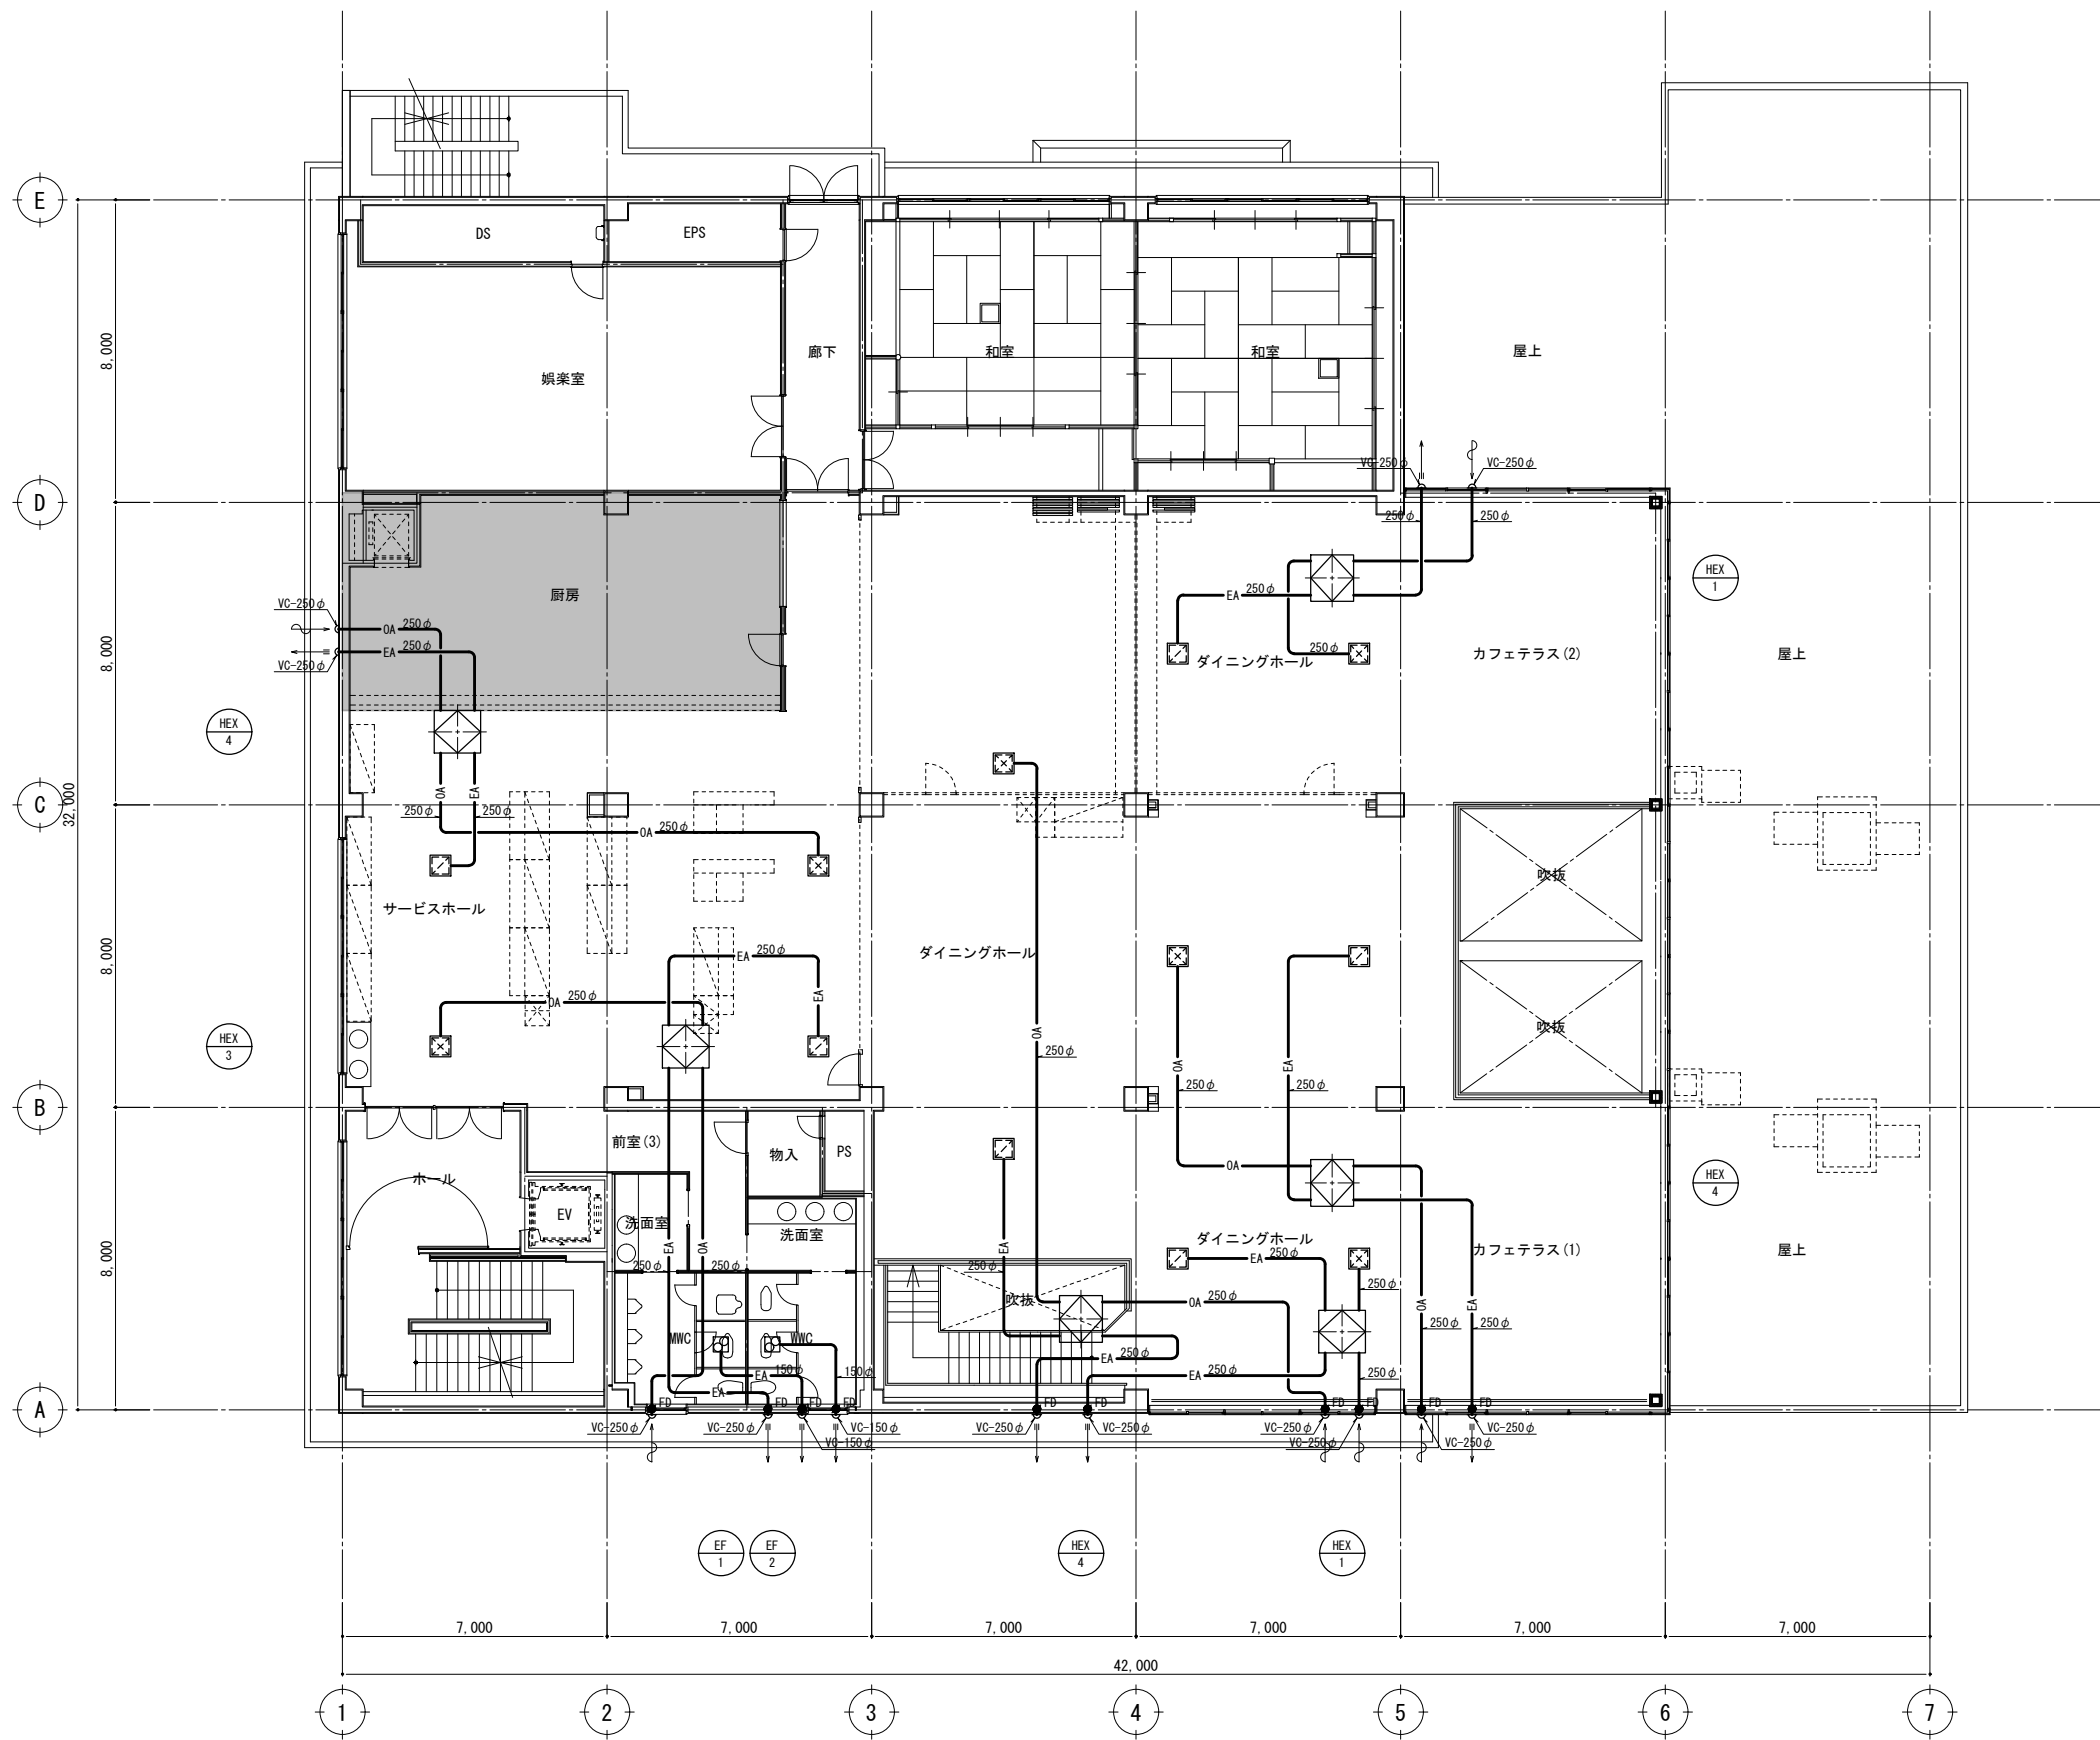 E
DS
EPS
8,000
娯楽室
廊下
和室
和室
屋上
VC-250φ
VC-250φ
D
250φ
250φ
厨房
HEX
1
EA
250φ
VC-250φ
OA
250φ
EA
250φ
VC-250φ
8,000
250φ
ダイニングホール
カフェテラス(2)
屋上
HEX
4
OA
EA
C
32,000
250φ
250φ
OA
250φ
吹抜
サービスホール
8,000
EA
250φ
ダイニングホール
OA
250φ
EA
吹抜
HEX
3
OA
250φ
OA
250φ
EA
250φ
B
前室(3)
物入
PS
ホール
OA
HEX
4
EV
洗面室
洗面室
EA
OA
EA
ダイニングホール
EA
250φ
カフェテラス(1)
屋上
8,000
250φ
250φ
250φ
250φ
吹抜
OA
250φ
OA
EA
250φ
250φ
MWC
WWC
EA
250φ
EA
150φ
150φ
EA
250φ
250φ
EA
A
FD
FD
FD
FD
FD
FD
FD
FD
FD
FD
VC-250φ
VC-250φ
VC-150φ
VC-150φ
VC-250φ
VC-250φ
VC-250φ
VC-250φ
VC-250φ
VC-250φ
EF
1
EF
2
HEX
4
HEX
1
7,000
7,000
7,000
7,000
7,000
7,000
42,000
1
2
3
4
5
6
7